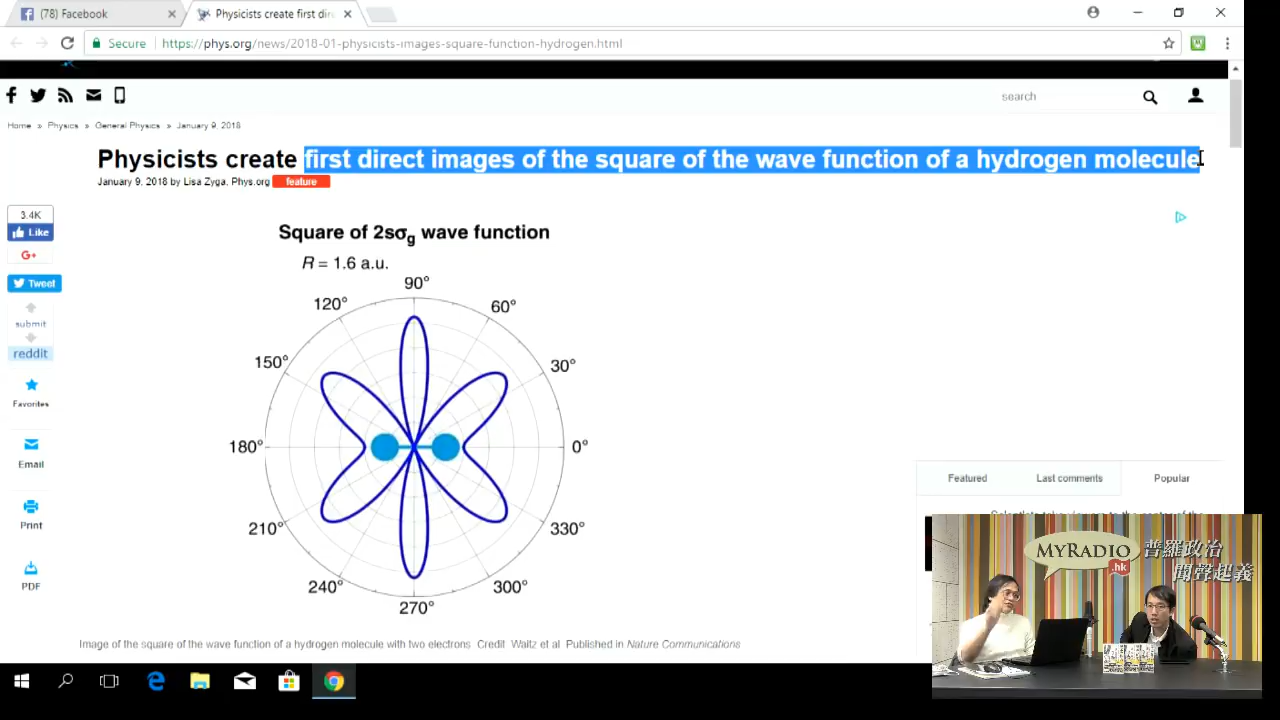 (78) Facebook
Physicists create first dire
Secure
https://phys.org/news/2018-01-physicists-images-square-function-hydrogen.html
search
Home » Physics » General Physics » January 9, 2018
Physicists create first direct images of the square of the wave function of a hydrogen molecule
January 9, 2018 by Lisa Zyga, Phys.org feature
3.4K
Like
G+
Tweet
submit
reddit
Favorites
Email
Print
PDF
Square of 2sσg wave function
R = 1.6 a.u.
90°
120°
60°
150°
30°
180°
0°
210°
330°
240°
300°
270°
Image of the square of the wave function of a hydrogen molecule with two electrons. Credit: Waitz et al. Published in Nature Communications
Featured
Last comments
Popular
MyRadio
.hk
普羅政治
聞聲起義